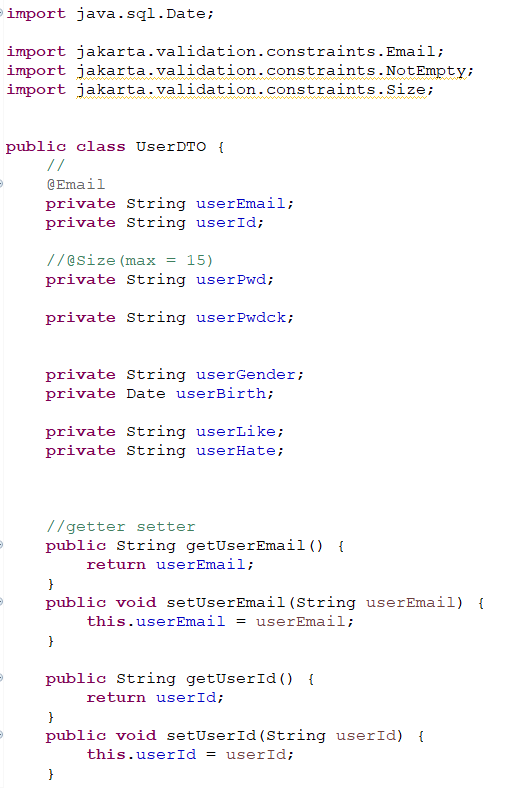 import java.sql.Date;
import jakarta.validation.constraints.Email;
import jakarta.validation.constraints.NotEmpty;
import jakarta.validation.constraints.Size;
public class UserDTO {
//
@Email
private String userEmail;
private String userId;
//@Size(max = 15)
private String userPwd;
private String userPwdck;
private String userGender;
private Date userBirth;
private String userLike;
private String userHate;
//getter setter
public String getUserEmail() {
return userEmail;
}
public void setUserEmail(String userEmail) {
this.userEmail = userEmail;
}
public String getUserId() {
return userId;
}
public void setUserId(String userId) {
this.userId = userId;
}